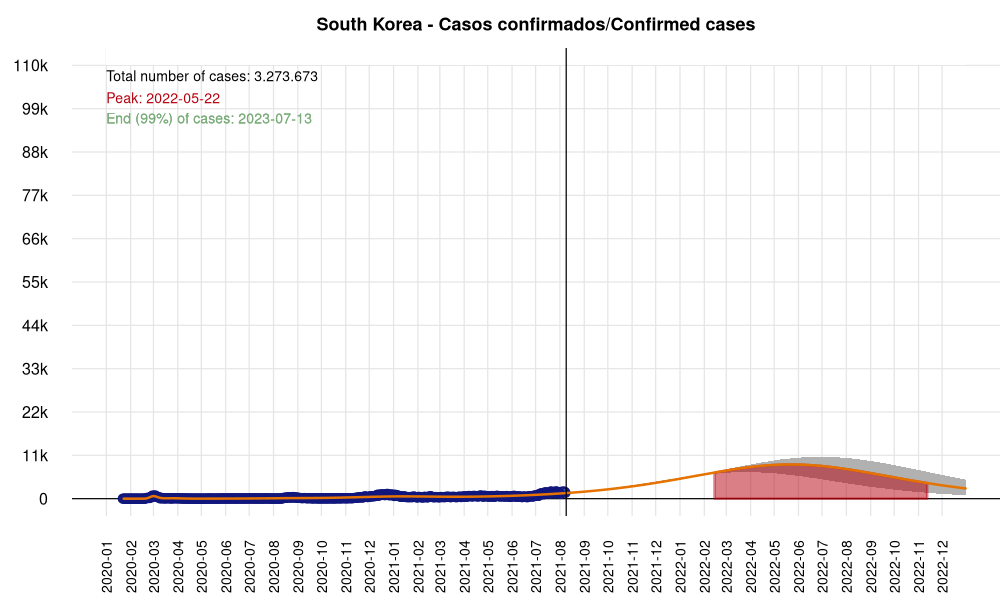 South Korea - Casos confirmados/Confirmed cases
Total number of cases: 3.273.673
Peak: 2022-05-22
End (99%) of cases: 2023-07-13
110k
99k
88k
77k
66k
55k
44k
33k
22k
11k
0
2020-01
2020-02
2020-03
2020-04
2020-05
2020-06
2020-07
2020-08
2020-09
2020-10
2020-11
2020-12
2021-01
2021-02
2021-03
2021-04
2021-05
2021-06
2021-07
2021-08
2021-09
2021-10
2021-11
2021-12
2022-01
2022-02
2022-03
2022-04
2022-05
2022-06
2022-07
2022-08
2022-09
2022-10
2022-11
2022-12